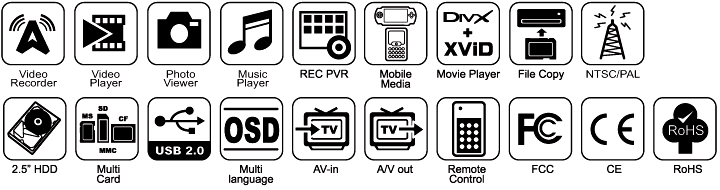 DIVX
+
XViD
Video
Recorder
Video
Player
Photo
Viewer
Music
Player
REC PVR
Mobile
Media
Movie Player
File Copy
NTSC/PAL
MS
SD
CF
MMC
USB 2.0
OSD
TV
TV
FC
CE
RoHS
2.5" HDD
Multi
Card
Multi
language
AV-in
A/V out
Remote
Control
FCC
CE
RoHS